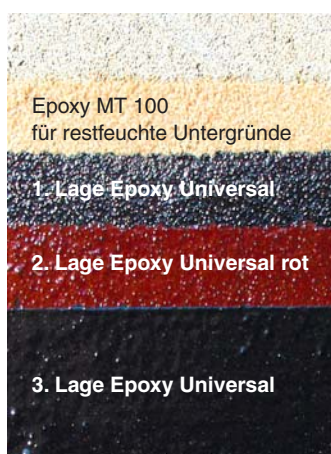 Epoxy MT 100
für restfeuchte Untergründe
1. Lage Epoxy Universal
2. Lage Epoxy Universal rot
3. Lage Epoxy Universal